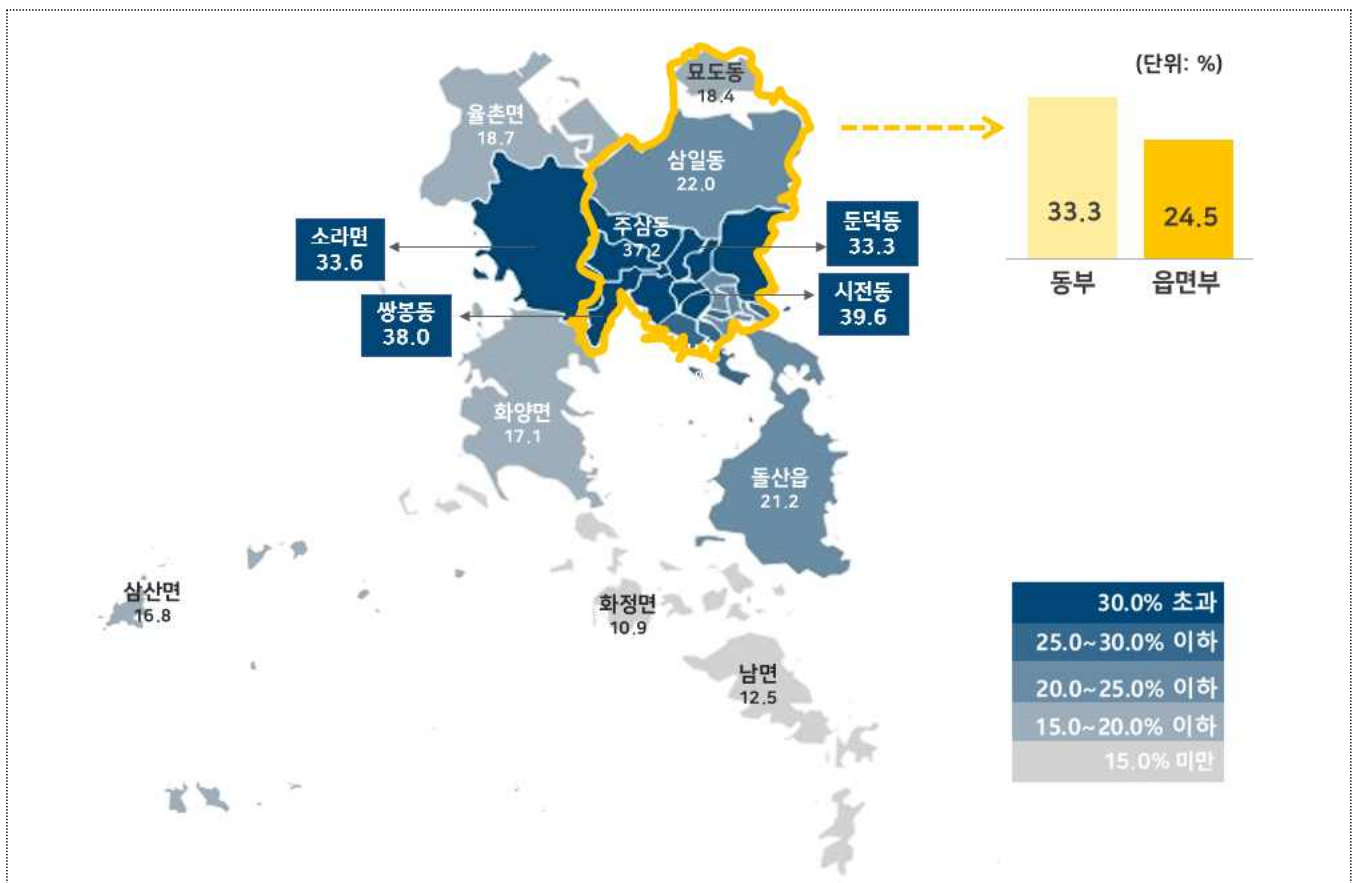 (단위: %)
묘도동
18.4
율촌면
18.7
삼일동
22.0
33.3
24.5
동부
읍면부
주삼동
37.2
소라면
33.6
둔덕동
33.3
쌍봉동
38.0
시전동
39.6
화양면
17.1
돌산읍
21.2
삼산면
16.8
화정면
10.9
남면
12.5
30.0% 초과
25.0~30.0% 이하
20.0~25.0% 이하
15.0~20.0% 이하
15.0% 미만